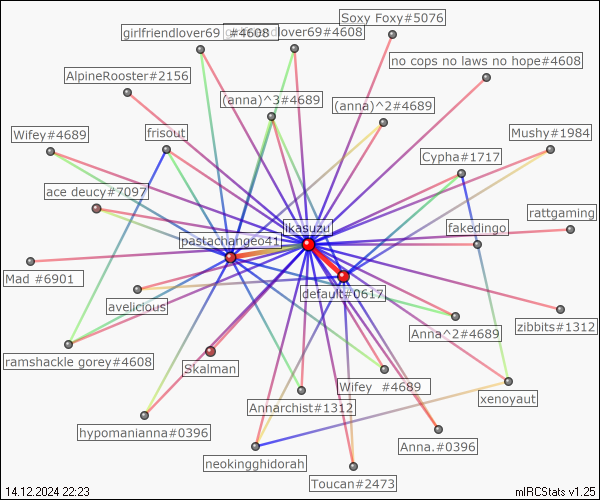 Soxy Foxy#5076
girlfriendlover69 #4608
girlfriendlover69#4608
no cops no laws no hope#4608
AlpineRooster#2156
(anna)^3#4689
(anna)^2#4689
Wifey#4689
frisout
Mushy#1984
Cypha#1717
ace deucy#7097
rattgaming
ikasuzu
fakedingo
pastachangeo41
Mad #6901
default#0617
avelicious
zibbits#1312
Anna^2#4689
ramshackle gorey#4608
Skalman
Wifey #4689
xenoyaut
Annarchist#1312
hypomanianna#0396
Anna.#0396
neokingghidorah
Toucan#2473
14.12.2024 22:23
mIRCStats v1.25